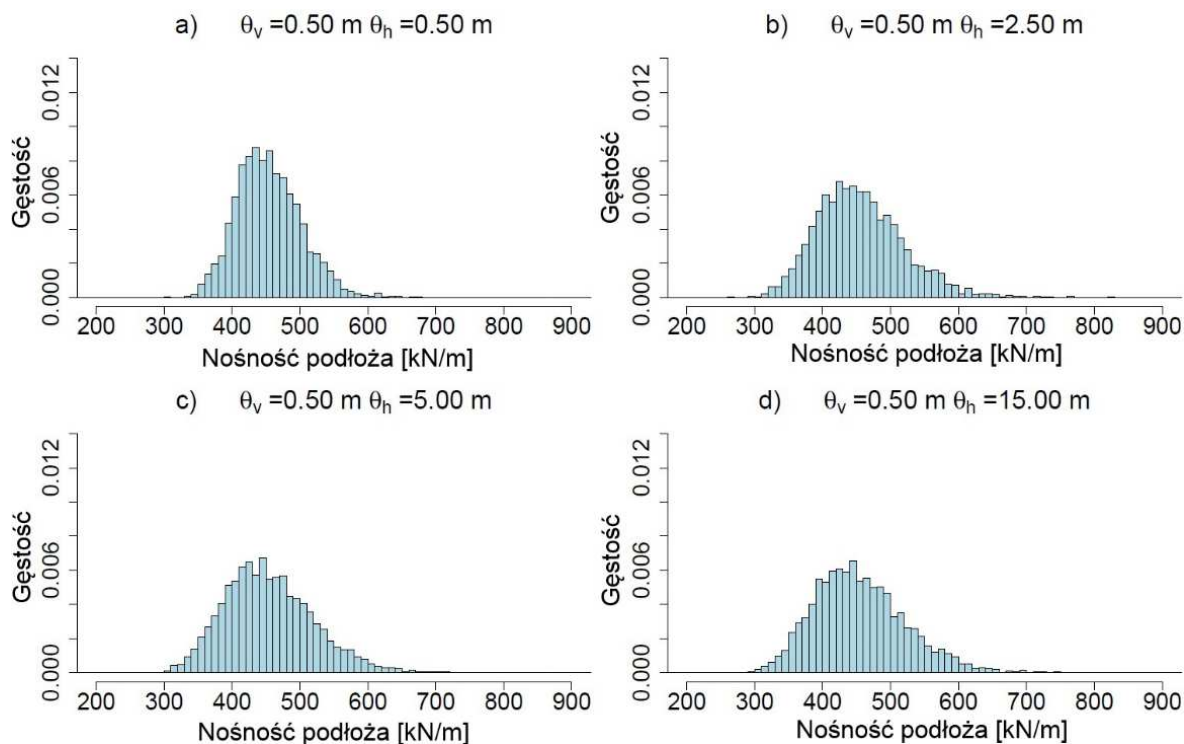 a) θv =0.50 m θh =0.50 m
Gęstość
0.000 0.006 0.012
200 300 400 500 600 700 800 900
Nośność podłoża [kN/m]
b) θv =0.50 m θh =2.50 m
Gęstość
0.000 0.006 0.012
200 300 400 500 600 700 800 900
Nośność podłoża [kN/m]
c) θv =0.50 m θh =5.00 m
Gęstość
0.000 0.006 0.012
200 300 400 500 600 700 800 900
Nośność podłoża [kN/m]
d) θv =0.50 m θh =15.00 m
Gęstość
0.000 0.006 0.012
200 300 400 500 600 700 800 900
Nośność podłoża [kN/m]